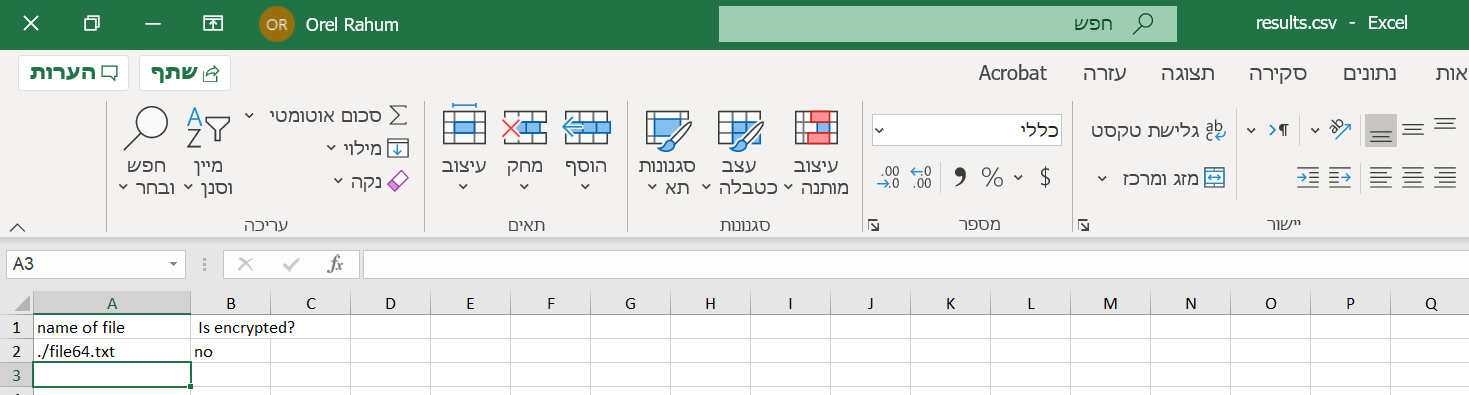 OR Orel Rahum
חפש
results.csv - Excel
הערות
שתף
Acrobat
עזרה
תצוגה
סקירה
נתונים
אות
סכום אוטומטי
מילוי
נקה
מיין וסנן
חפש ובחר
עריכה
הוסף
מחק
עיצוב
תאים
עיצוב מותנה
עצב כטבלה
סגנונות תא
סגנונות
כללי
$ % , .00 .0
מספר
גלישת טקסט
מזג ומרכז
יישור
A3
fx
A B C D E F G H I J K L M N O P Q
1 name of file Is encrypted?
2 ./file64.txt no
3